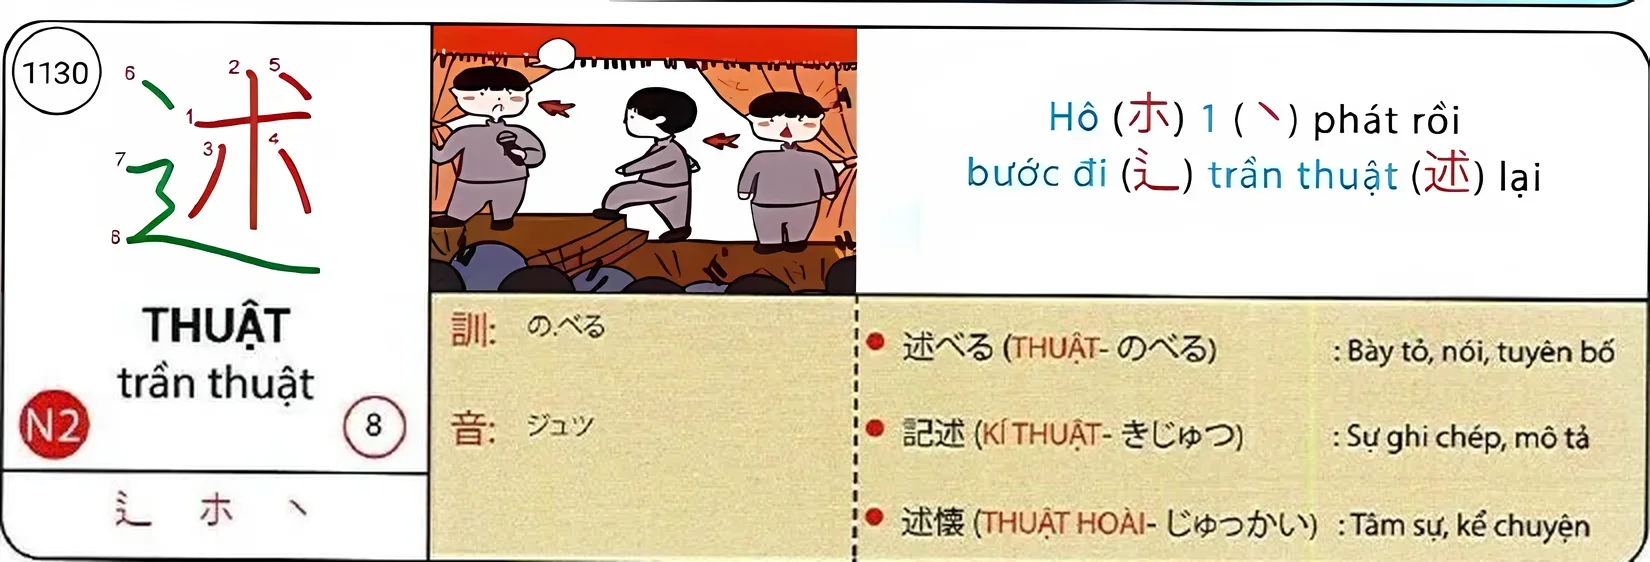 1130
1
2
3
4
5
6
7
8
述
THUẬT
trần thuật
N2
8
⻌ ホ 丶
Hô (ホ) 1 (丶) phát rồi
bước đi (⻌) trần thuật (述) lại
訓: の.べる
音: ジュツ
● 述べる (THUẬT- のべる) : Bày tỏ, nói, tuyên bố
● 記述 (KÍ THUẬT- きじゅつ) : Sự ghi chép, mô tả
● 述懐 (THUẬT HOÀI- じゅっかい) : Tâm sự, kể chuyện